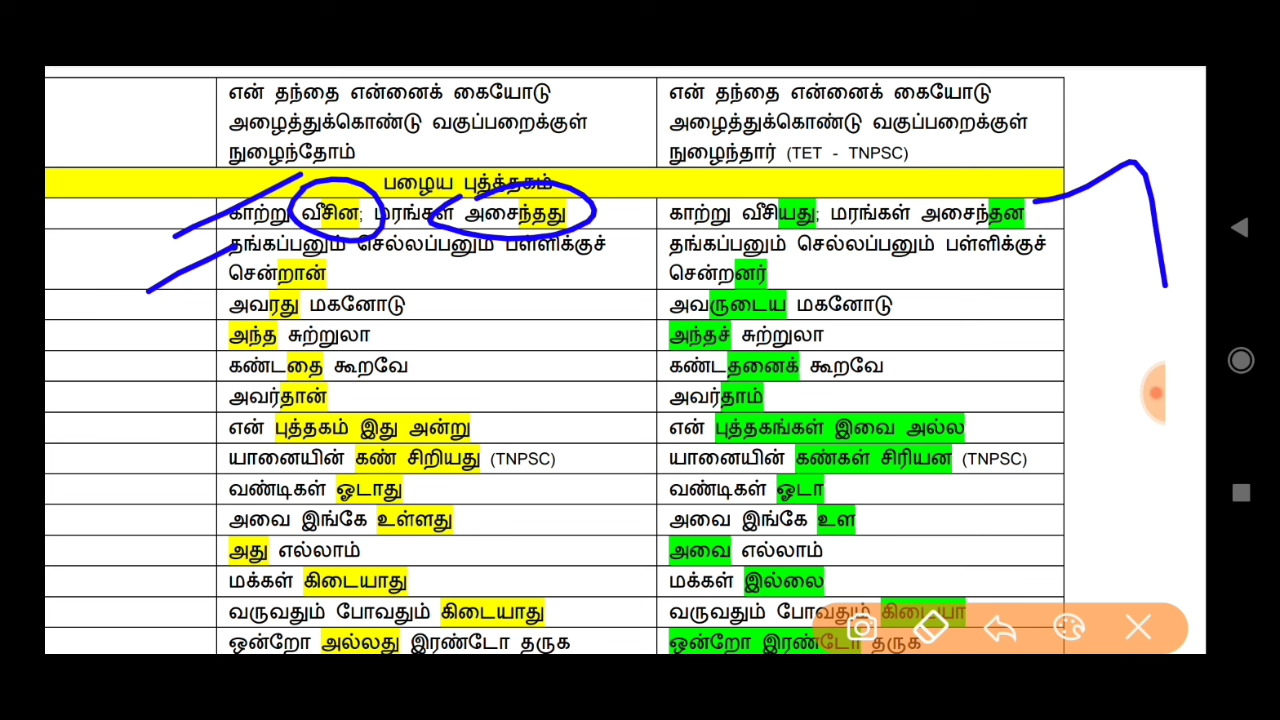 என் தந்தை என்னைக் கையோடு
அழைத்துக்கொண்டு வகுப்பறைக்குள்
நுழைந்தோம்
என் தந்தை என்னைக் கையோடு
அழைத்துக்கொண்டு வகுப்பறைக்குள்
நுழைந்தார் (TET - TNPSC)
பழைய புத்த்தகம்
காற்று வீசின; மரங்கள் அசைந்தது
காற்று வீசியது; மரங்கள் அசைந்தன
தங்கப்பனும் செல்லப்பனும் பள்ளிக்குச்
சென்றான்
தங்கப்பனும் செல்லப்பனும் பள்ளிக்குச்
சென்றனர்
அவரது மகனோடு
அவருடைய மகனோடு
அந்த சுற்றுலா
அந்தச் சுற்றுலா
கண்டதை கூறவே
கண்டதனைக் கூறவே
அவர்தான்
அவர்தாம்
என் புத்தகம் இது அன்று
என் புத்தகங்கள் இவை அல்ல
யானையின் கண் சிறியது (TNPSC)
யானையின் கண்கள் சிரியன (TNPSC)
வண்டிகள் ஓடாது
வண்டிகள் ஓடா
அவை இங்கே உள்ளது
அவை இங்கே உள
அது எல்லாம்
அவை எல்லாம்
மக்கள் கிடையாது
மக்கள் இல்லை
வருவதும் போவதும் கிடையாது
வருவதும் போவதும் கிடையா
ஒன்றோ அல்லது இரண்டோ தருக
ஒன்றோ இரண்டோ தருக